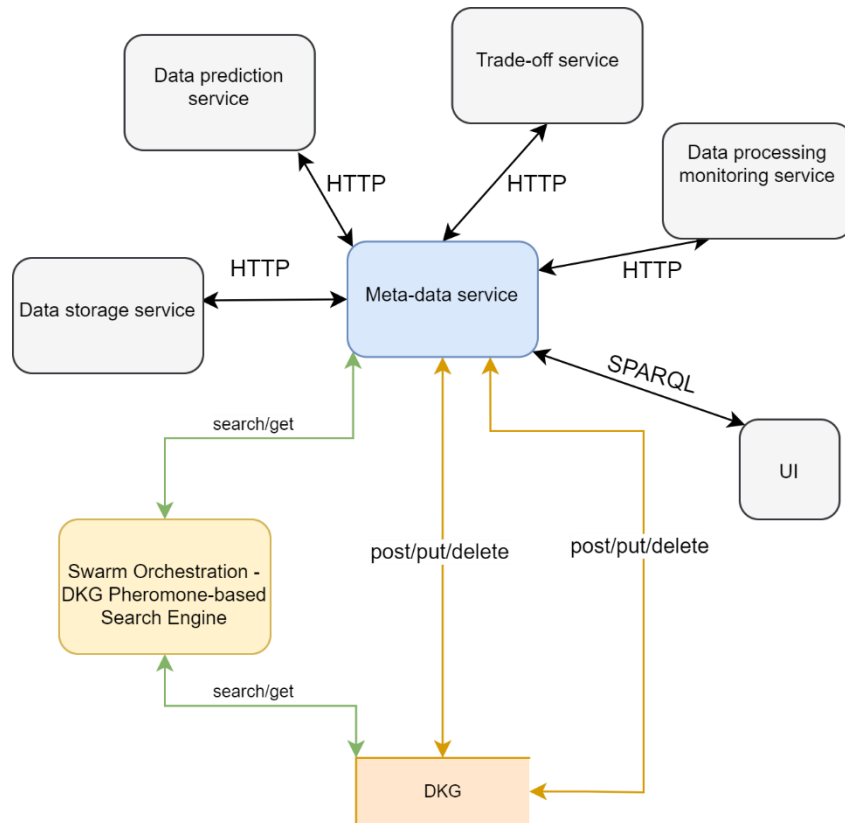 Data prediction
service
Trade-off service
Data processing
monitoring service
HTTP
HTTP
HTTP
HTTP
Data storage service
Meta-data service
SPARQL
UI
search/get
post/put/delete
post/put/delete
Swarm Orchestration -
DKG Pheromone-based
Search Engine
search/get
DKG